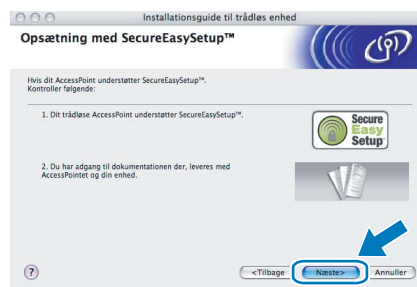 Installationsguide til trådløs enhed
Opsætning med SecureEasySetup™
Hvis dit AccessPoint understøtter SecureEasySetup™.
Kontroller følgende:
1. Dit trådløse AccessPoint understøtter SecureEasySetup™.
Secure
Easy
Setup
2. Du har adgang til dokumentationen der, leveres med
AccessPointet og din enhed.
?
<Tilbage
Næste>
Annuller